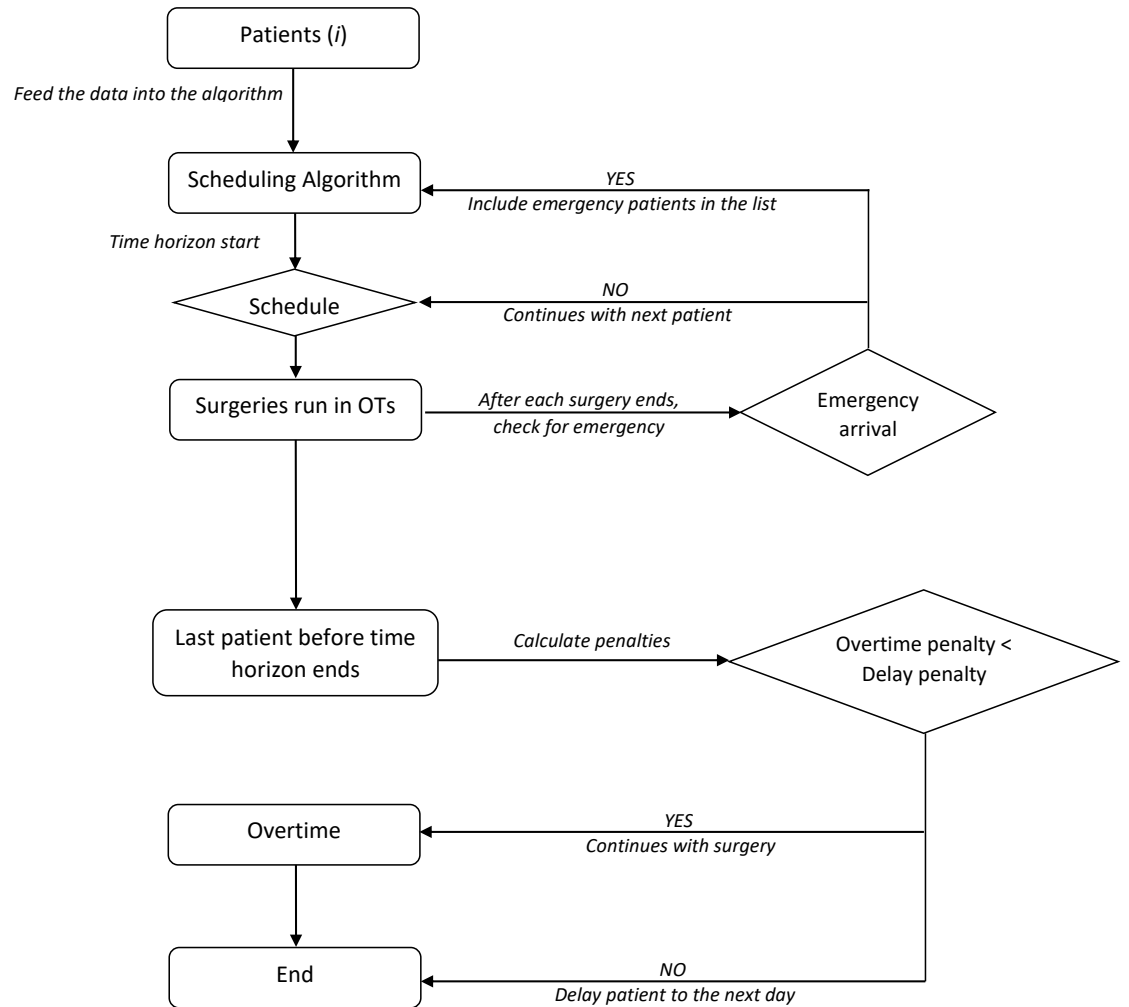 Patients (i)
Feed the data into the algorithm
Scheduling Algorithm
YES
Include emergency patients in the list
Time horizon start
NO
Schedule
Continues with next patient
Surgeries run in OTs
After each surgery ends,
check for emergency
Emergency
arrival
Last patient before time
horizon ends
Calculate penalties
Overtime penalty <
Delay penalty
Overtime
YES
Continues with surgery
End
NO
Delay patient to the next day